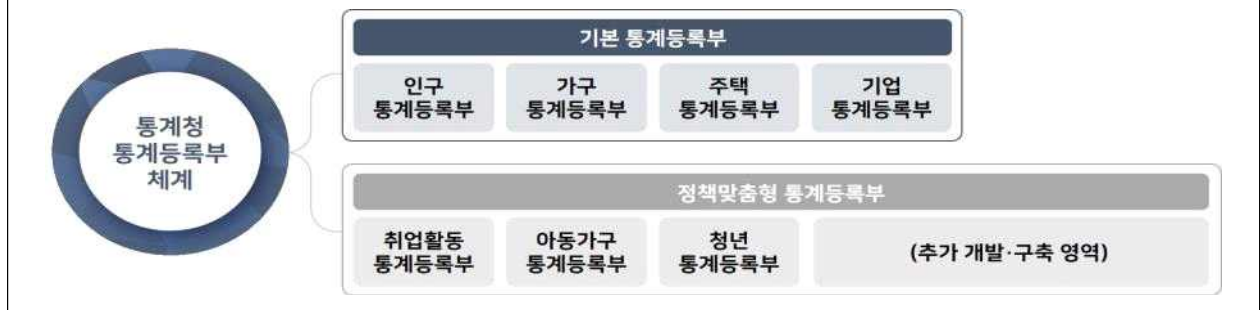 통계청
통계등록부
체계
기본 통계등록부
인구
통계등록부
가구
통계등록부
주택
통계등록부
기업
통계등록부
정책맞춤형 통계등록부
취업활동
통계등록부
아동가구
통계등록부
청년
통계등록부
(추가 개발·구축 영역)